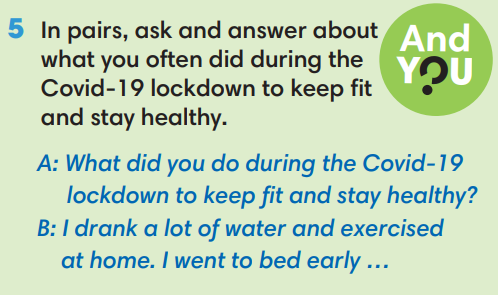 5 In pairs, ask and answer about
what you often did during the
Covid-19 lockdown to keep fit
and stay healthy.
And
Y?U
A: What did you do during the Covid-19
lockdown to keep fit and stay healthy?
B: I drank a lot of water and exercised
at home. I went to bed early ...